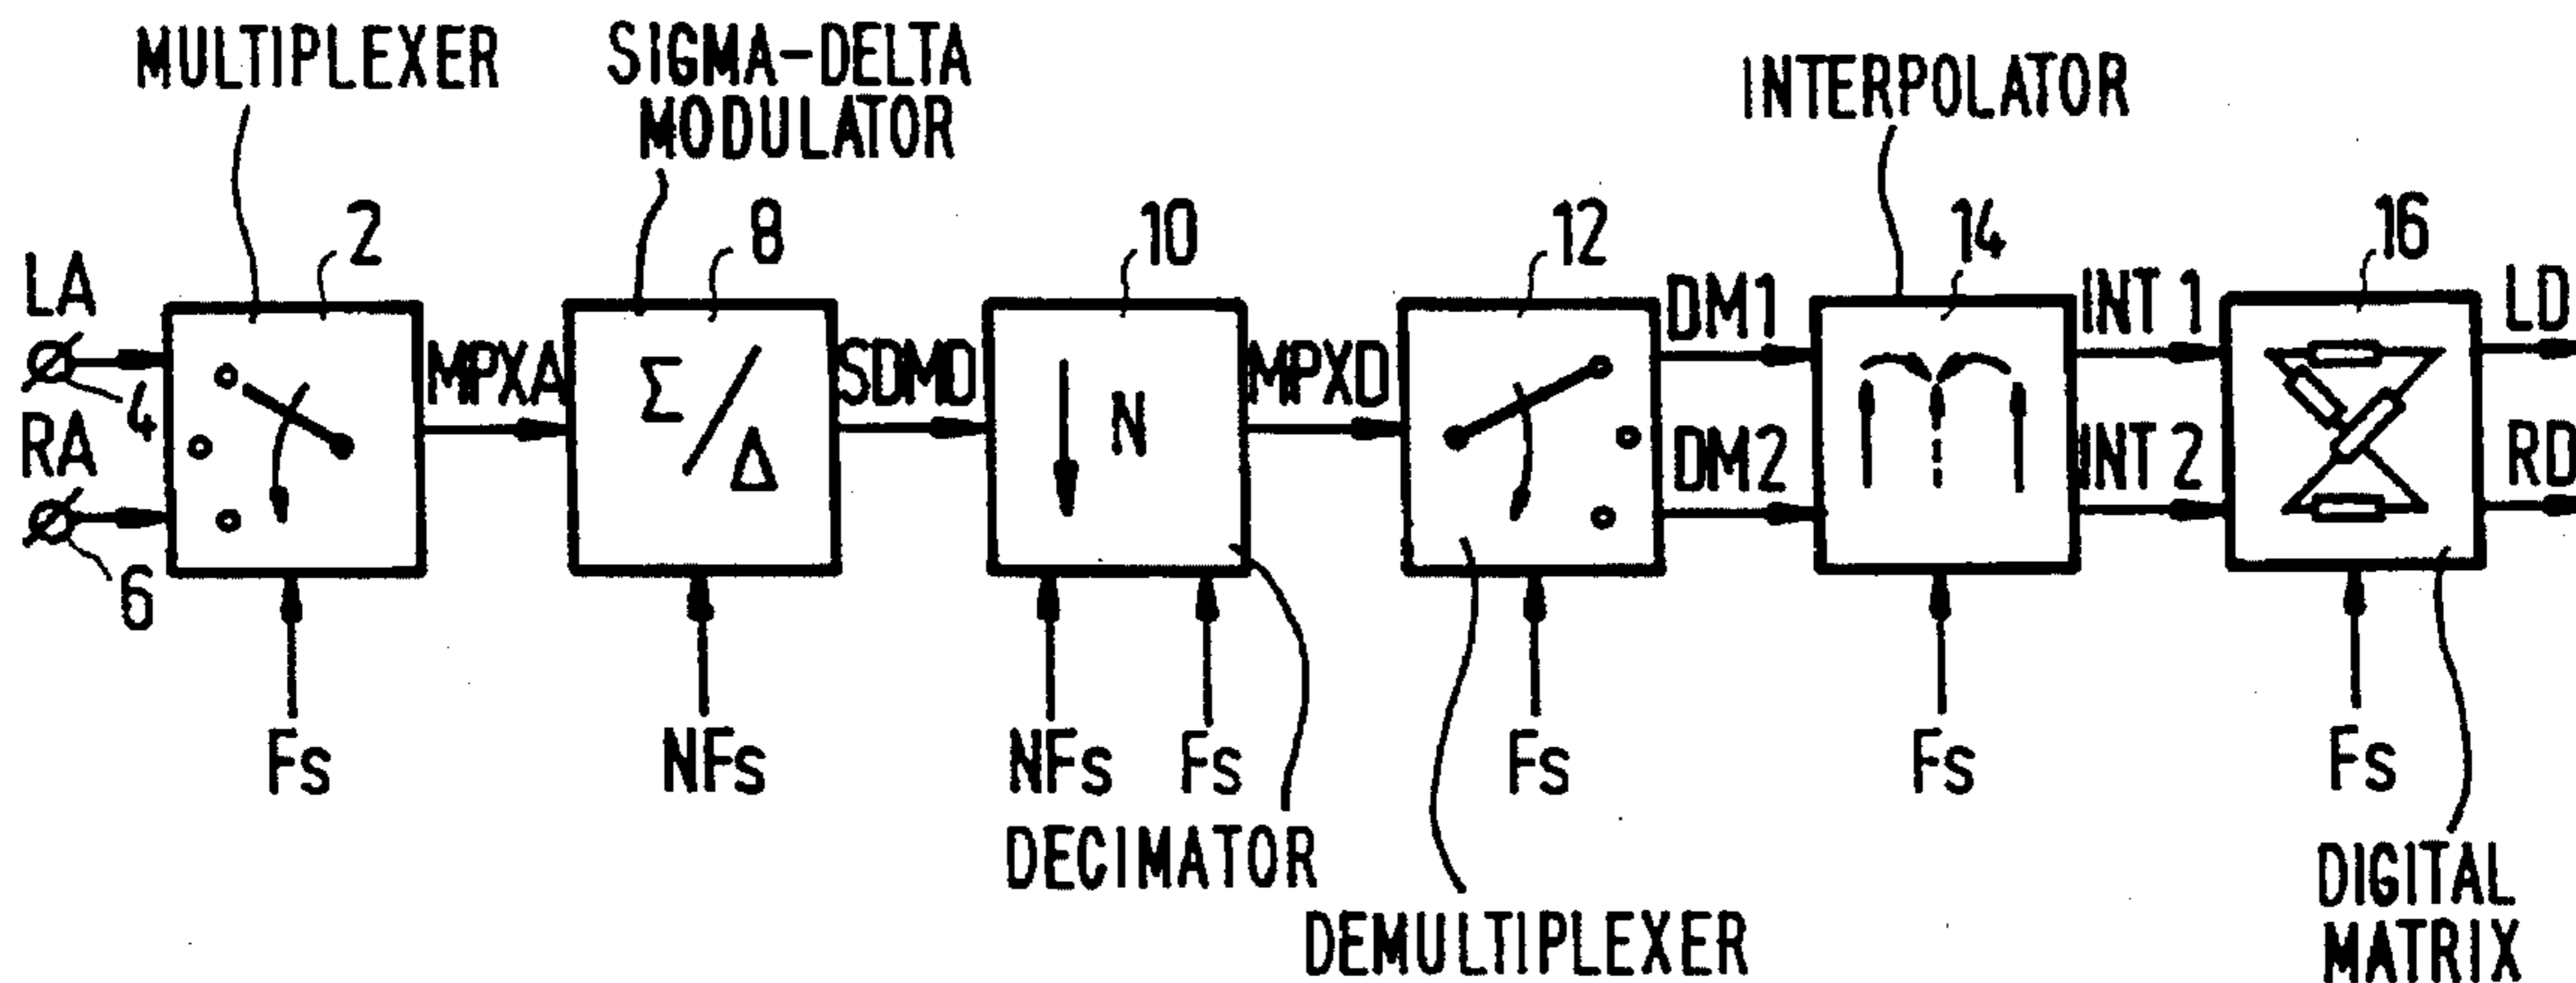 MULTIPLEXER
SIGMA-DELTA
MODULATOR
INTERPOLATOR
2
8
10
12
14
16
LA
4
RA
6
MPXA
Σ/Δ
SDMD
N
MPXD
DM1
DM2
INT 1
INT 2
LD
RD
Fs
NFs
NFs
Fs
Fs
Fs
Fs
DECIMATOR
DEMULTIPLEXER
DIGITAL
MATRIX